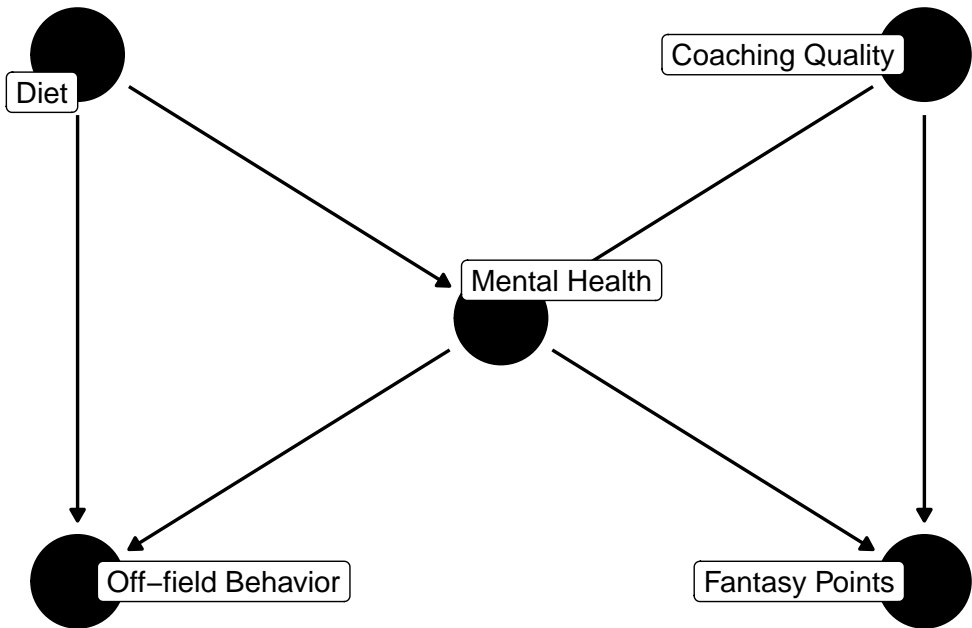 Coaching Quality
Diet
Mental Health
Off−field Behavior
Fantasy Points